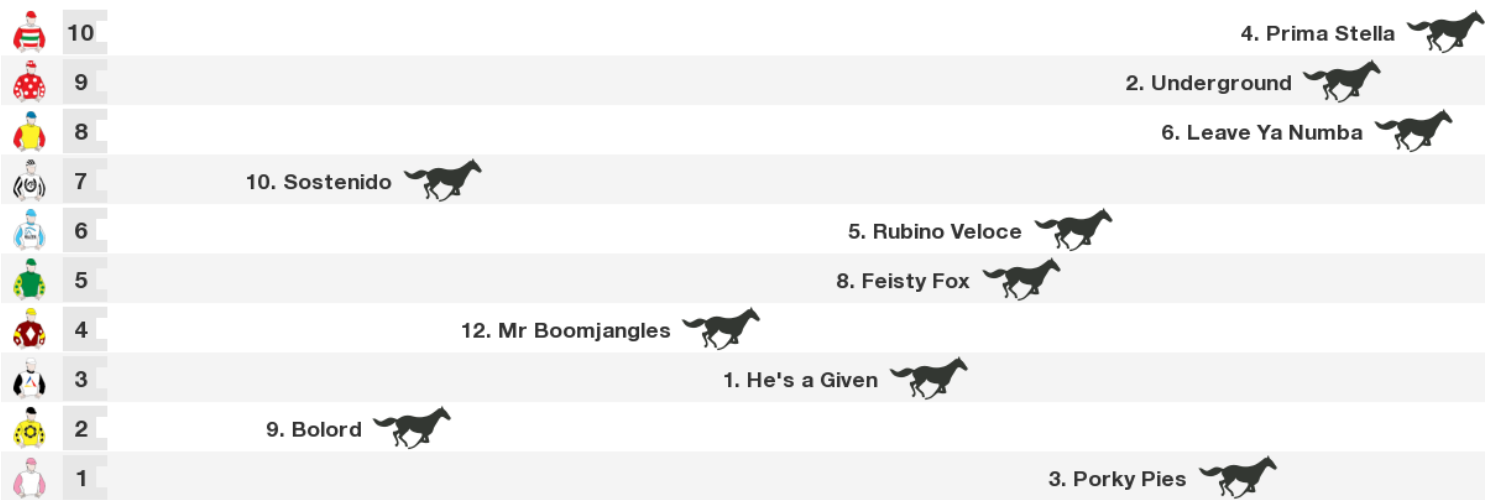 10 4. Prima Stella
9 2. Underground
8 6. Leave Ya Numba
7 10. Sostenido
6 5. Rubino Veloce
5 8. Feisty Fox
4 12. Mr Boomjangles
3 1. He's a Given
2 9. Bolord
1 3. Porky Pies